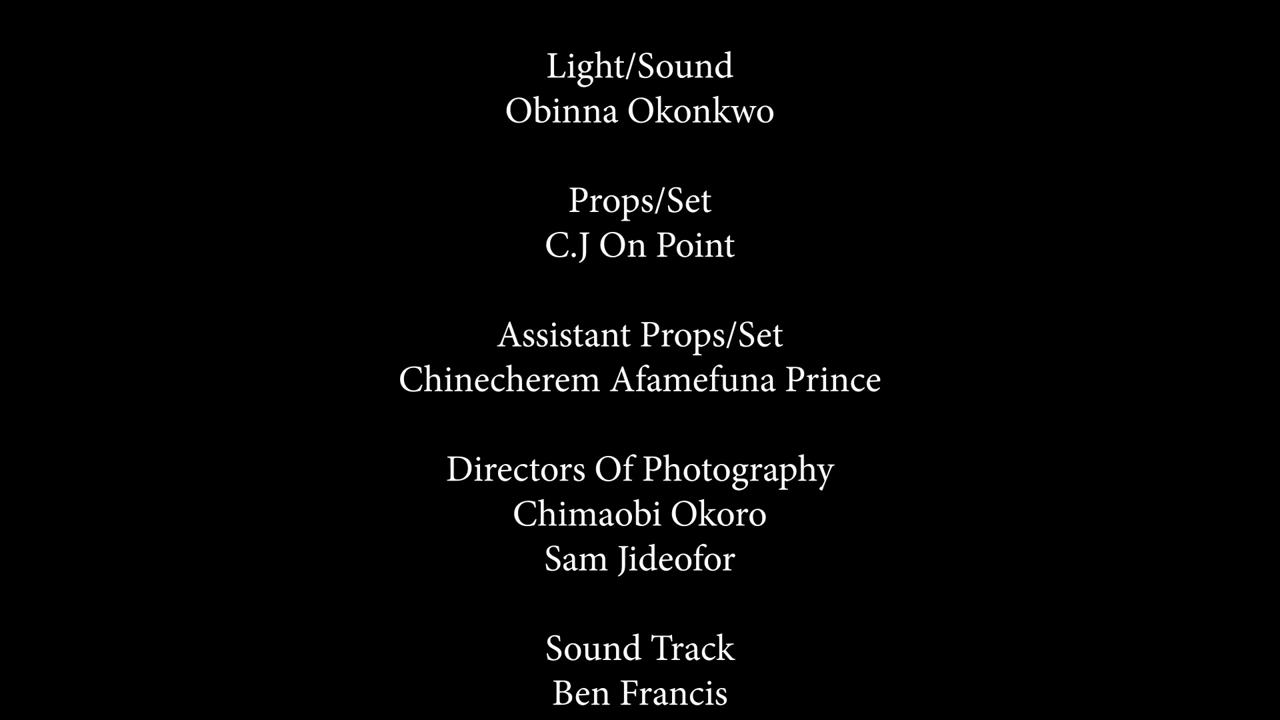 Light/Sound
Obinna Okonkwo
Props/Set
C.J On Point
Assistant Props/Set
Chinecherem Afamefuna Prince
Directors Of Photography
Chimaobi Okoro
Sam Jideofor
Sound Track
Ben Francis